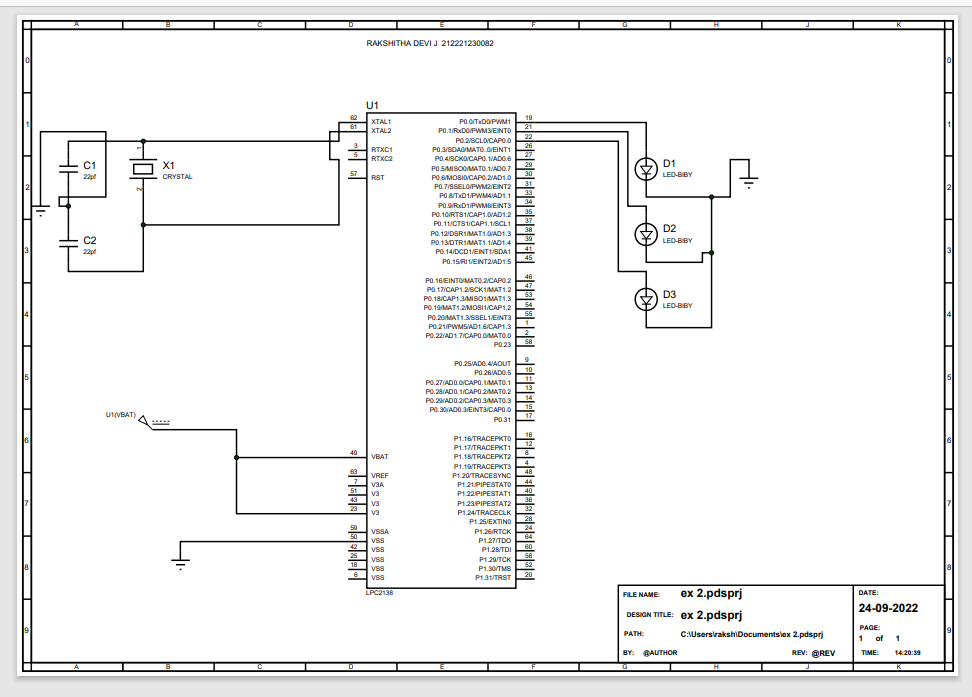 A B C D E F G H J K
RAKSHITHA DEVI J 212221230082
0 0
1 1
2 2
3 3
4 4
5 5
6 6
7 7
8 8
9 9
C1
22pf
C2
22pf
1
X1
CRYSTAL
2
U1
62 XTAL1
61 XTAL2
3 RTXC1
5 RTXC2
57 RST
U1(VBAT)
49 VBAT
63 VREF
7 V3A
51 V3
43 V3
23 V3
59 VSSA
50 VSS
42 VSS
25 VSS
18 VSS
6 VSS
P0.0/TxD0/PWM1 19
P0.1/RxD0/PWM3/EINT0 21
P0.2/SCL0/CAP0.0 22
P0.3/SDA0/MAT0..0/EINT1 26
P0.4/SCK0/CAP0.1/AD0.6 27
P0.5/MISO0/MAT0.1/AD0.7 29
P0.6/MOSI0/CAP0.2/AD1.0 30
P0.7/SSEL0/PWM2/EINT2 31
P0.8/TxD1/PWM4/AD1.1 33
P0.9/RxD1/PWM6/EINT3 34
P0.10/RTS1/CAP1.0/AD1.2 35
P0.11/CTS1/CAP1.1/SCL1 37
P0.12/DSR1/MAT1.0/AD1.3 38
P0.13/DTR1/MAT1.1/AD1.4 39
P0.14/DCD1/EINT1/SDA1 41
P0.15/RI1/EINT2/AD1.5 45
P0.16/EINT0/MAT0.2/CAP0.2 46
P0.17/CAP1.2/SCK1/MAT1.2 47
P0.18/CAP1.3/MISO1/MAT1.3 53
P0.19/MAT1.2/MOSI1/CAP1.2 54
P0.20/MAT1.3/SSEL1/EINT3 55
P0.21/PWM5/AD1.6/CAP1.3 1
P0.22/AD1.7/CAP0.0/MAT0.0 2
P0.23 58
P0.25/AD0.4/AOUT 9
P0.26/AD0.5 10
P0.27/AD0.0/CAP0.1/MAT0.1 11
P0.28/AD0.1/CAP0.2/MAT0.2 13
P0.29/AD0.2/CAP0.3/MAT0.3 14
P0.30/AD0.3/EINT3/CAP0.0 15
P0.31 17
P1.16/TRACEPKT0 16
P1.17/TRACEPKT1 12
P1.18/TRACEPKT2 8
P1.19/TRACEPKT3 4
P1.20/TRACESYNC 48
P1.21/PIPESTAT0 44
P1.22/PIPESTAT1 40
P1.23/PIPESTAT2 36
P1.24/TRACECLK 32
P1.25/EXTIN0 28
P1.26/RTCK 24
P1.27/TDO 64
P1.28/TDI 60
P1.29/TCK 56
P1.30/TMS 52
P1.31/TRST 20
LPC2138
D1
LED-BIBY
D2
LED-BIBY
D3
LED-BIBY
FILE NAME: ex 2.pdsprj
DESIGN TITLE: ex 2.pdsprj
PATH: C:\Users\raksh\Documents\ex 2.pdsprj
BY: @AUTHOR REV: @REV
DATE:
24-09-2022
PAGE:
1 of 1
TIME: 14:20:39
A B C D E F G H J K